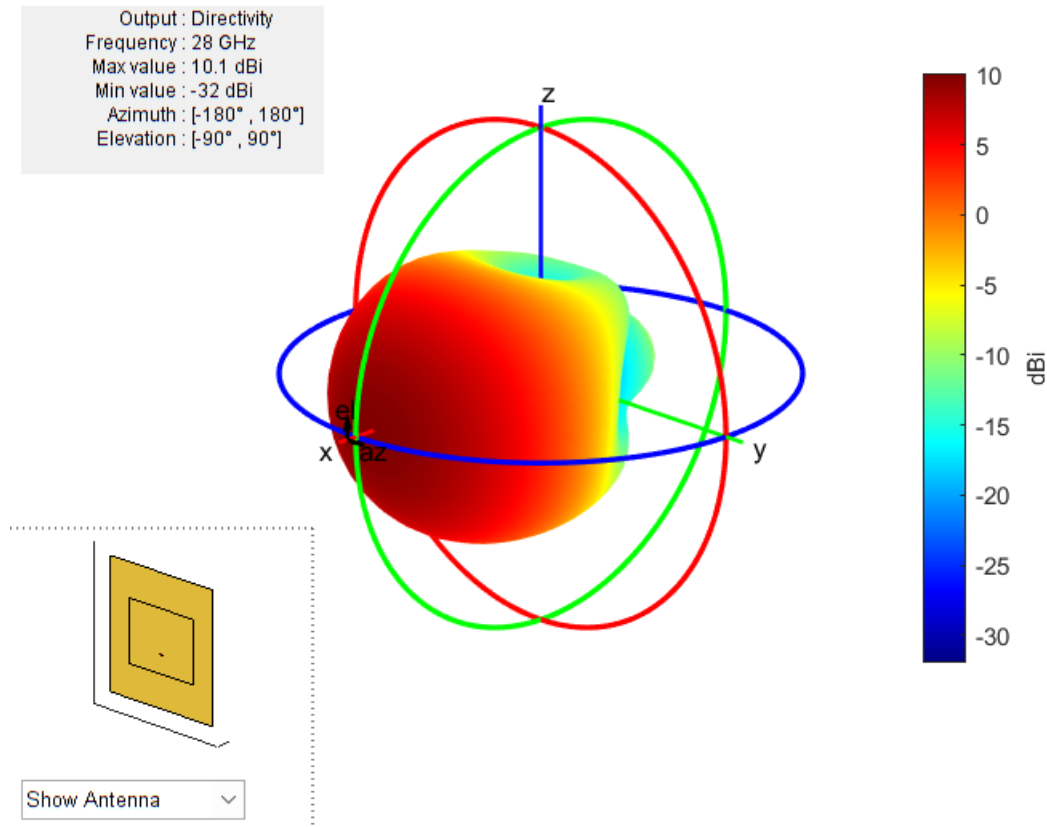 Output : Directivity
Frequency : 28 GHz
Max value : 10.1 dBi
Min value : -32 dBi
Azimuth : [-180° , 180°]
Elevation : [-90° , 90°]
z
el
x
az
y
10
5
0
-5
-10
-15
-20
-25
-30
dBi
Show Antenna